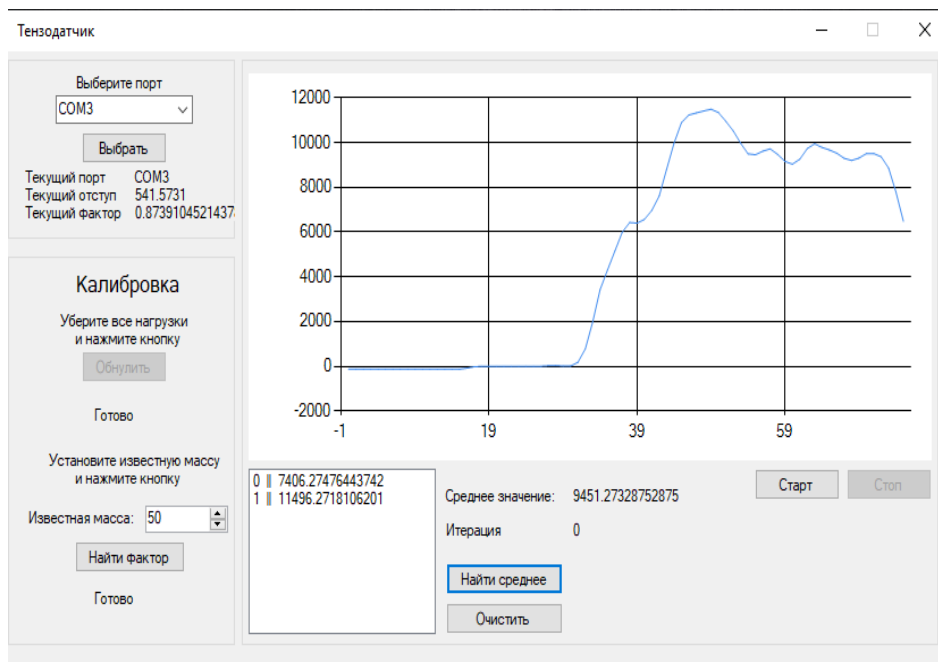 Тензодатчик
Выберите порт
COM3
Выбрать
Текущий порт COM3
Текущий отступ 541.5731
Текущий фактор 0.8739104521437
Калибровка
Уберите все нагрузки
и нажмите кнопку
Обнулить
Готово
Установите известную массу
и нажмите кнопку
Известная масса: 50
Найти фактор
Готово
12000
10000
8000
6000
4000
2000
0
-2000
-1 19 39 59
0 7406.27476443742
1 11496.2718106201
Среднее значение: 9451.27328752875
Итерация 0
Найти среднее
Очистить
Старт Стоп